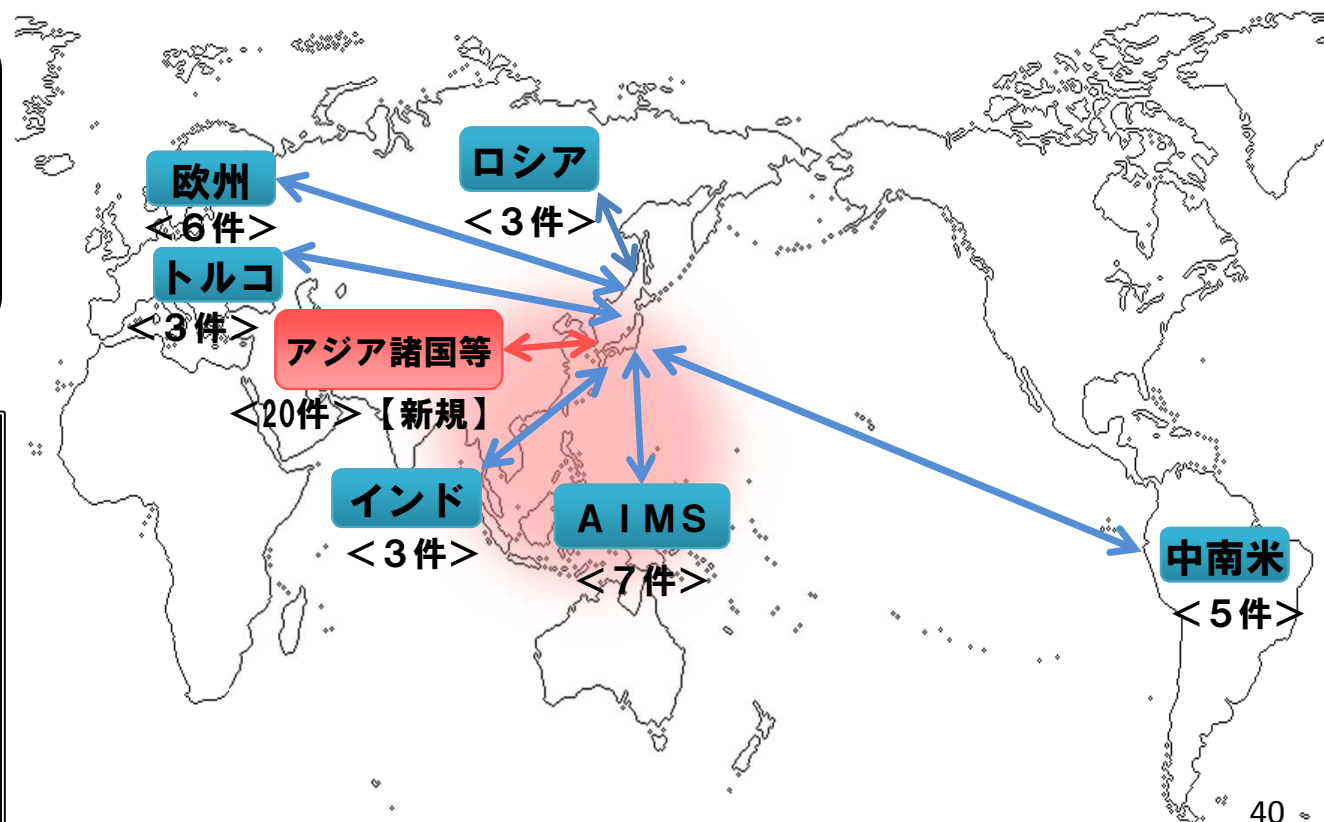 欧州
<６件>
ロシア
<３件>
トルコ
<３件>
アジア諸国等
<20件>【新規】
インド
<３件>
ＡＩＭＳ
<７件>
中南米
<５件>
40